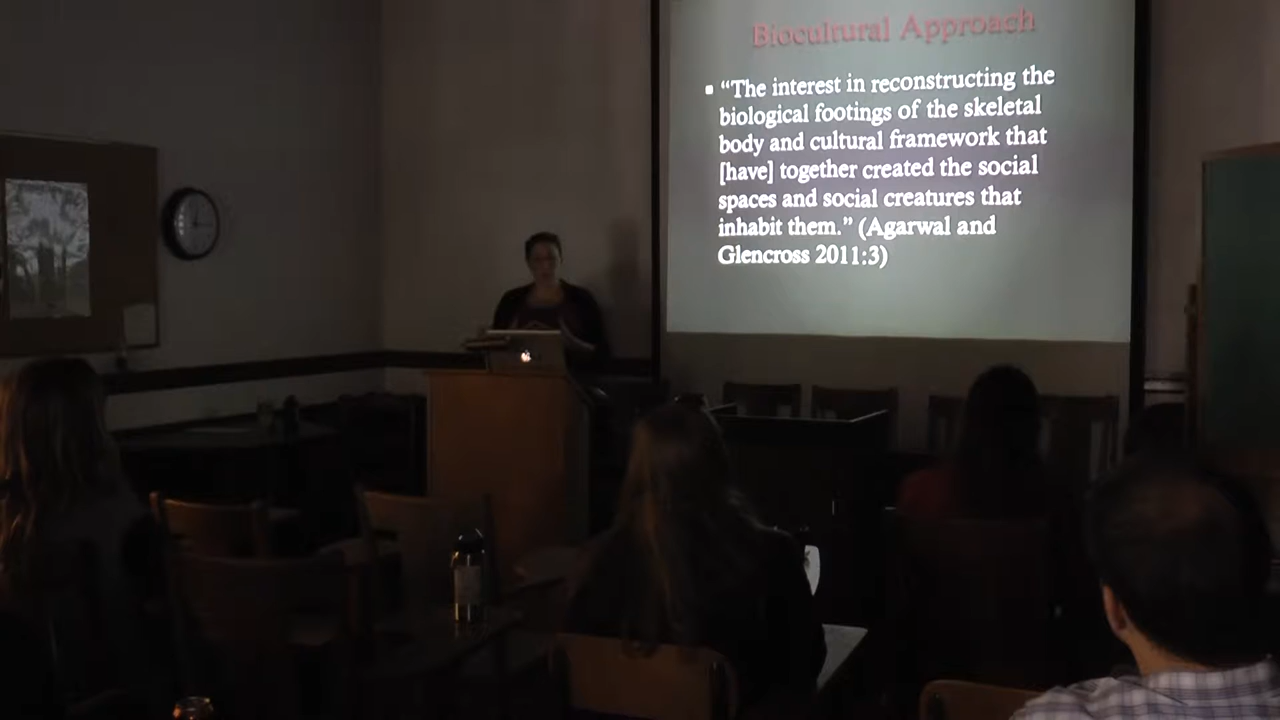 Biocultural Approach
▪ “The interest in reconstructing the
biological footings of the skeletal
body and cultural framework that
[have] together created the social
spaces and social creatures that
inhabit them.” (Agarwal and
Glencross 2011:3)